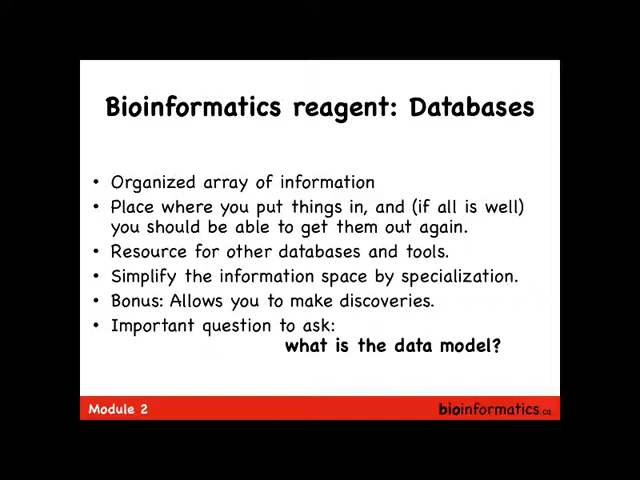 Bioinformatics reagent: Databases
• Organized array of information
• Place where you put things in, and (if all is well)
you should be able to get them out again.
• Resource for other databases and tools.
• Simplify the information space by specialization.
• Bonus: Allows you to make discoveries.
• Important question to ask:
what is the data model?
Module 2
bioinformatics.ca